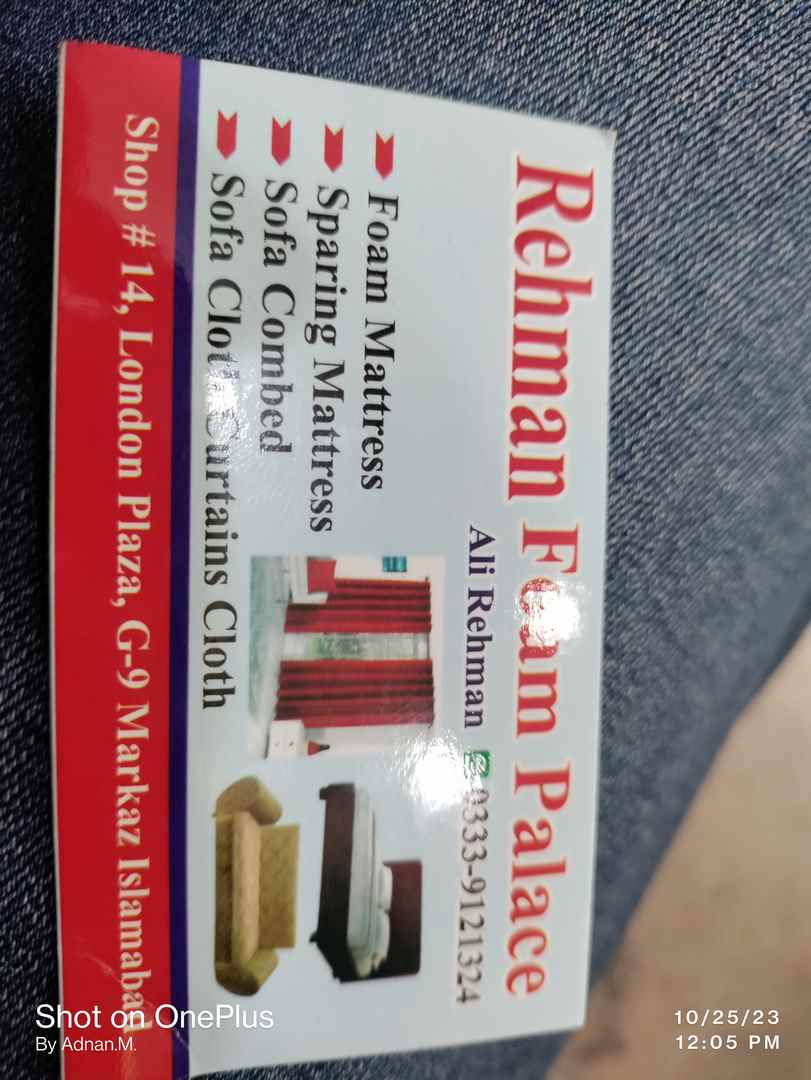 Rehman Foam Palace
Ali Rehman 0333-9121324
Foam Mattress
Sparing Mattress
Sofa Combed
Sofa Cloth Curtains Cloth
Shop # 14, London Plaza, G-9 Markaz Islamabad
Shot on OnePlus
By Adnan.M.
10/25/23
12:05 PM